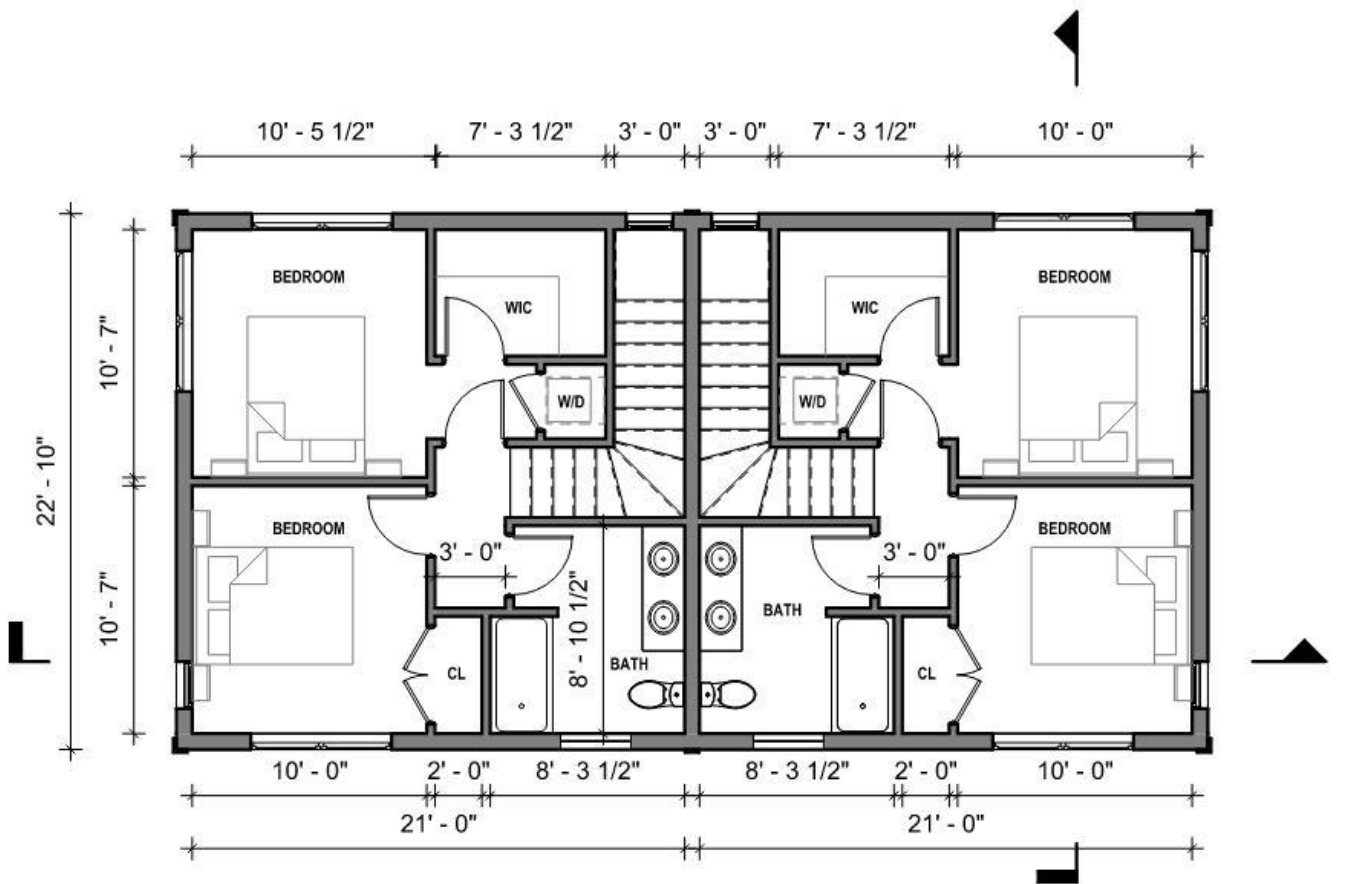 10' - 5 1/2" 7' - 3 1/2" 3' - 0" 3' - 0" 7' - 3 1/2" 10' - 0"
BEDROOM BEDROOM
WIC WIC
10' - 7"
W/D W/D
22' - 10"
BEDROOM BEDROOM
3' - 0" 3' - 0"
10' - 7"
8' - 10 1/2"
BATH
BATH
CL CL
10' - 0" 2' - 0" 8' - 3 1/2" 8' - 3 1/2" 2' - 0" 10' - 0"
21' - 0" 21' - 0"